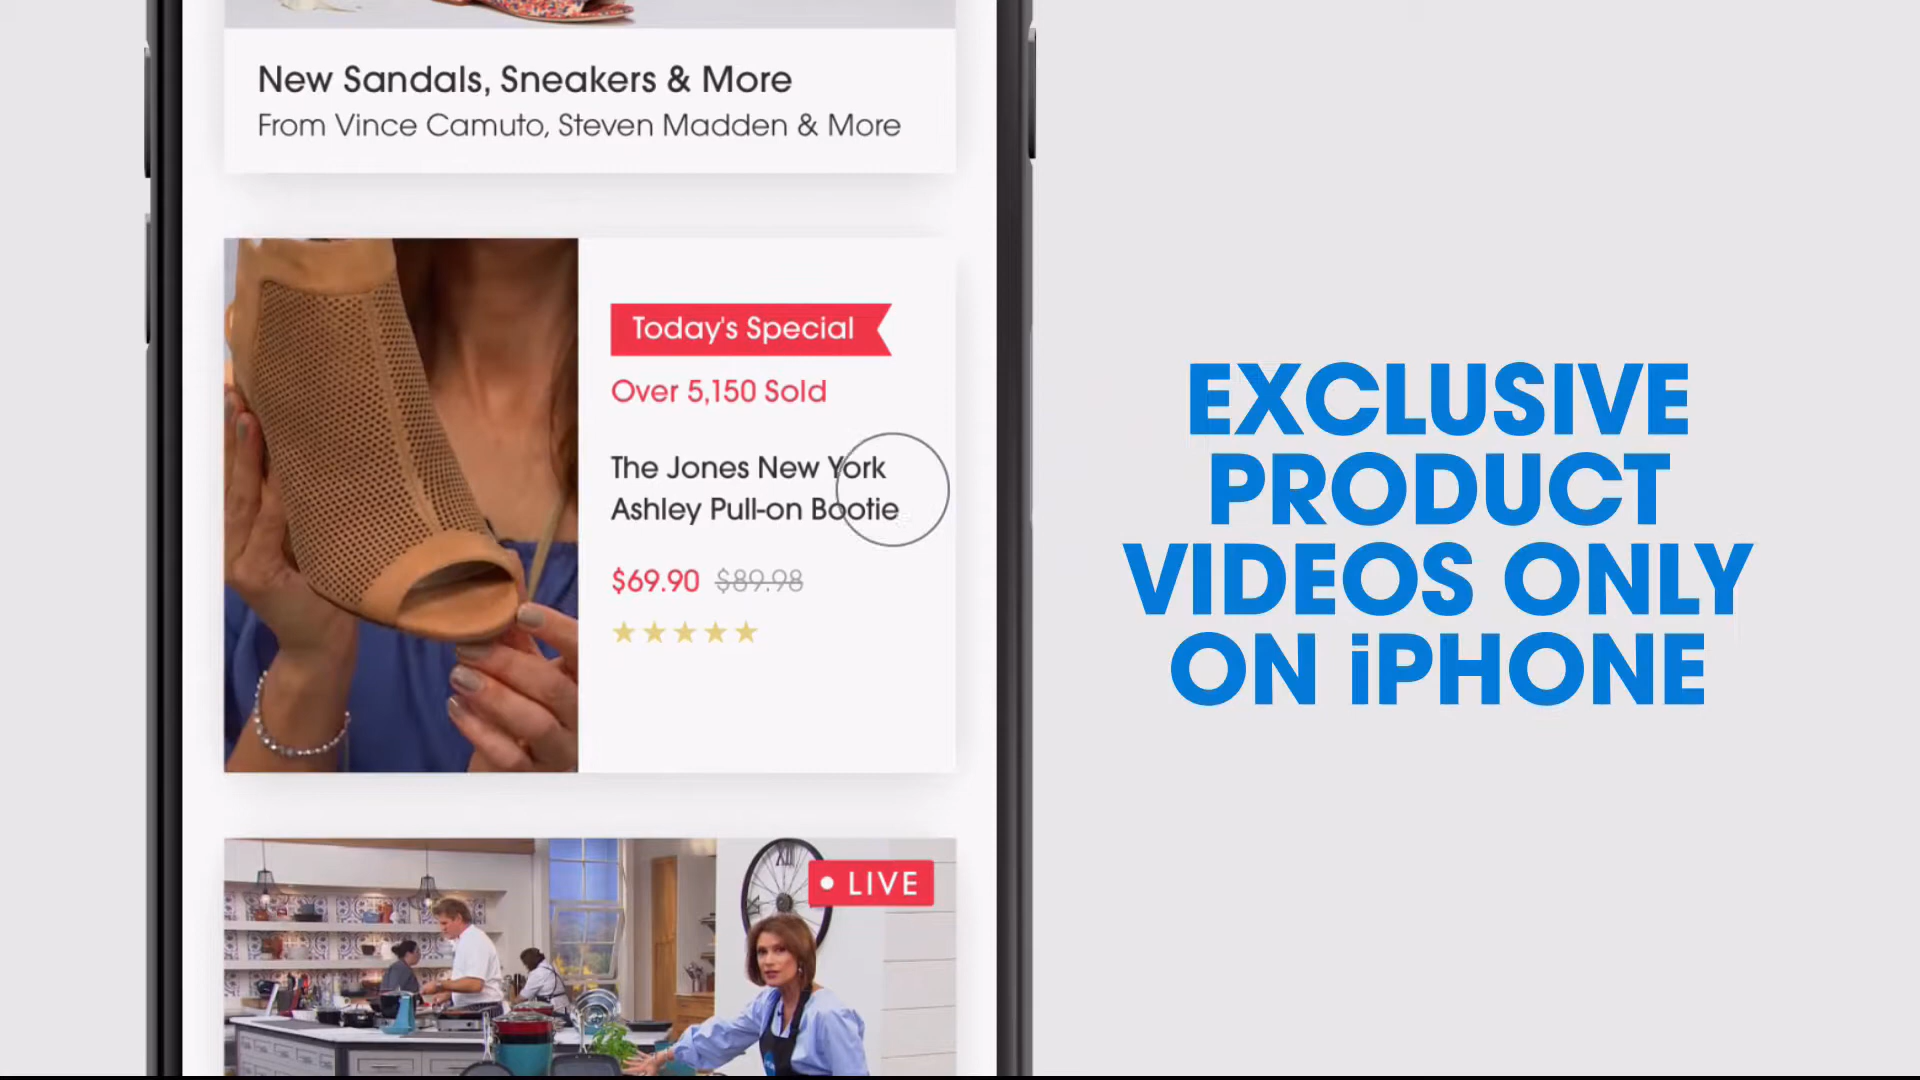 New Sandals, Sneakers & More
From Vince Camuto, Steven Madden & More
Today's Special
Over 5,150 Sold
The Jones New York
Ashley Pull-on Bootie
$69.90 $89.98
LIVE
XII
EXCLUSIVE
PRODUCT
VIDEOS ONLY
ON iPHONE